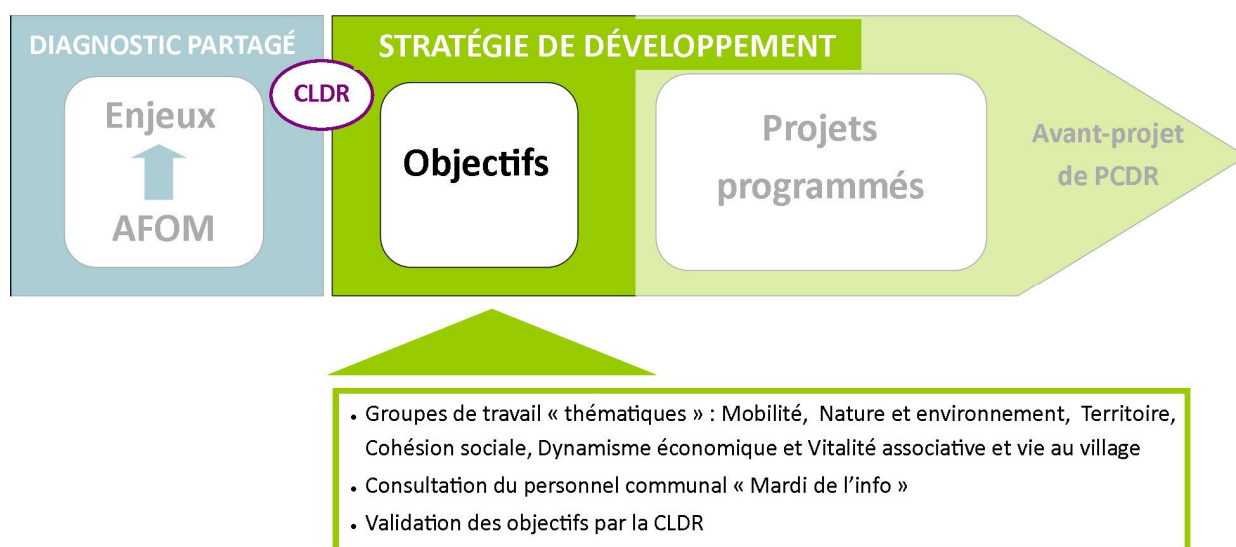 DIAGNOSTIC PARTAGÉ
STRATÉGIE DE DÉVELOPPEMENT
CLDR
Enjeux
AFOM
Objectifs
Projets
programmés
Avant-projet
de PCDR
• Groupes de travail « thématiques » : Mobilité, Nature et environnement, Territoire,
Cohésion sociale, Dynamisme économique et Vitalité associative et vie au village
• Consultation du personnel communal « Mardi de l’info »
• Validation des objectifs par la CLDR